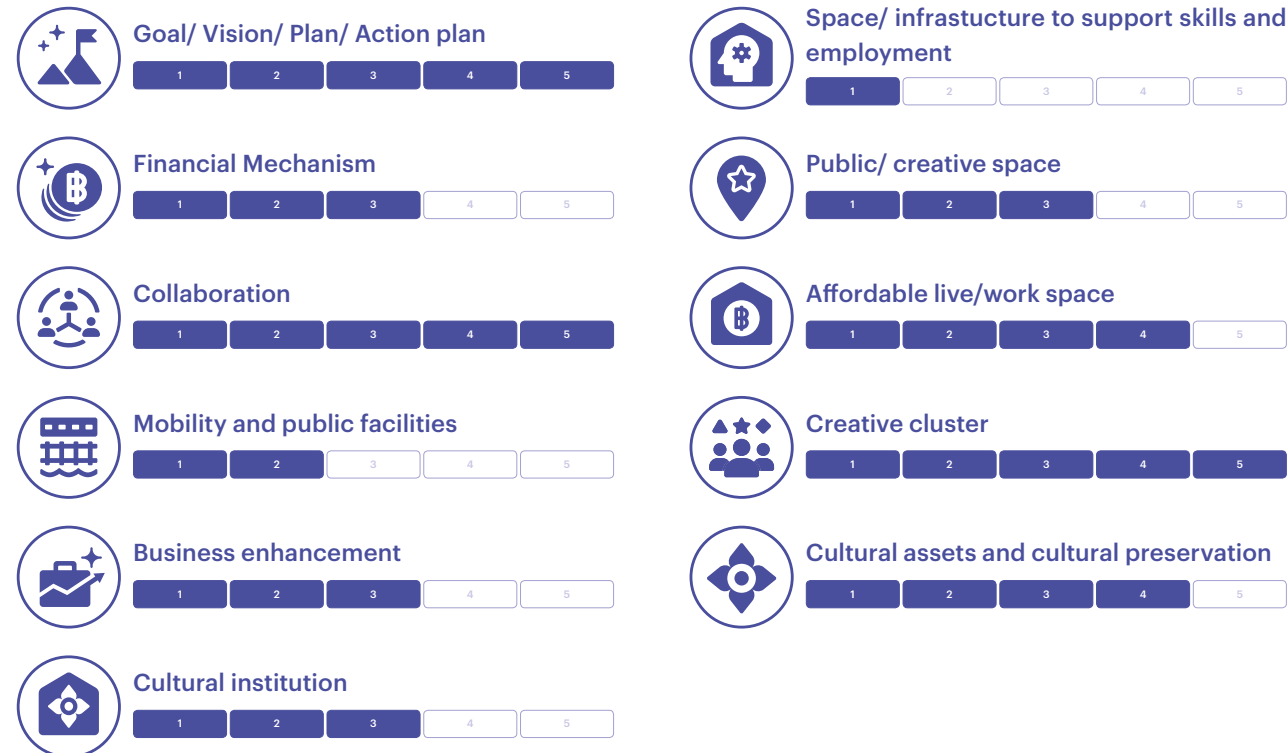 Goal/ Vision/ Plan/ Action plan
1 2 3 4 5
Financial Mechanism
1 2 3 4 5
Collaboration
1 2 3 4 5
Mobility and public facilities
1 2 3 4 5
Business enhancement
1 2 3 4 5
Cultural institution
1 2 3 4 5
Space/ infrastucture to support skills and
employment
1 2 3 4 5
Public/ creative space
1 2 3 4 5
Affordable live/work space
1 2 3 4 5
Creative cluster
1 2 3 4 5
Cultural assets and cultural preservation
1 2 3 4 5